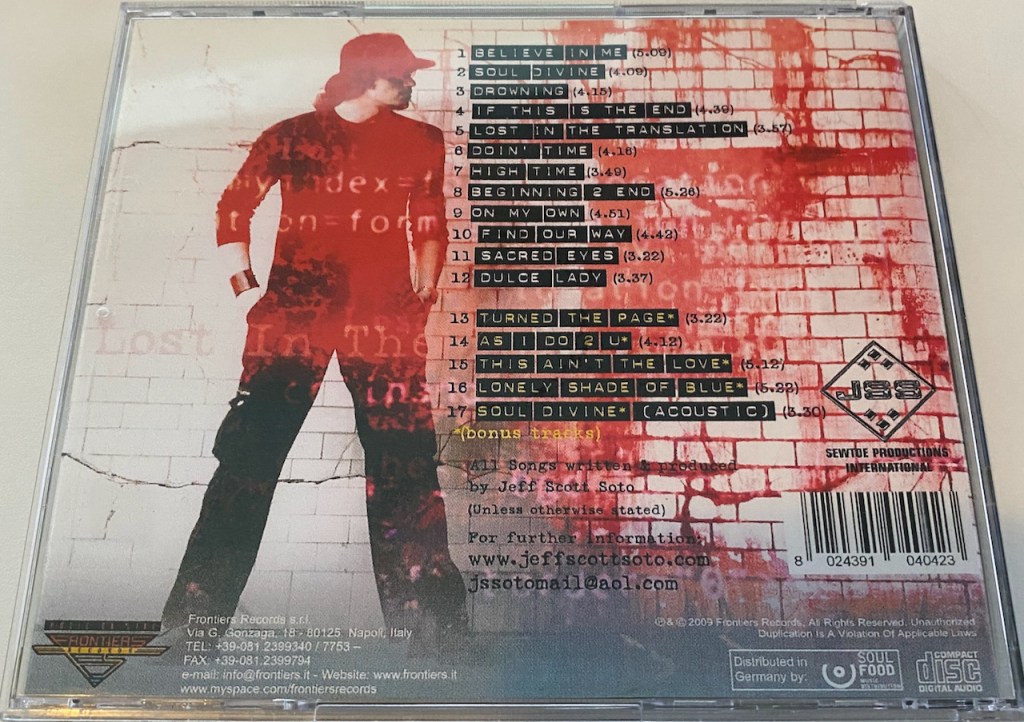 1 BELIEVE IN ME (5.09)
2 SOUL DIVINE (4.09)
3 DROWNING (4.15)
4 IF THIS IS THE END (4.39)
5 LOST IN THE TRANSLATION (3.57)
6 DOIN' TIME (4.16)
7 HIGH TIME (3.49)
8 BEGINNING 2 END (5.26)
9 ON MY OWN (4.51)
10 FIND OUR WAY (4.42)
11 SACRED EYES (3.22)
12 DULCE LADY (3.37)
13 TURNED THE PAGE* (3.22)
14 AS I DO 2 U* (4.12)
15 THIS AIN'T THE LOVE* (5.12)
16 LONELY SHADE OF BLUE* (5.22)
17 SOUL DIVINE* (ACOUSTIC) (3.30)
*(bonus tracks)
All Songs written & produced
by Jeff Scott Soto
(Unless otherwise stated)
For further information:
www.jeffscottsoto.com
jssotomail@aol.com
my index=
on=form
Lost In The
JSS
SEWTOE PRODUCTIONS
INTERNATIONAL
8 024391 040423
FRONTIERS
RECORDS
Frontiers Records s.r.l.
Via G. Gonzaga, 18 - 80125 Napoli, Italy
TEL: +39-081.2399340 / 7753 –
FAX: +39-081.2399794
e-mail: info@frontiers.it - Website: www.frontiers.it
www.myspace.com/frontiersrecords
℗ & © 2009 Frontiers Records. All Rights Reserved. Unauthorized
Duplication Is A Violation Of Applicable Laws
Distributed in
Germany by:
SOUL
FOOD
MUSIC
DISTRIBUTION
COMPACT
disc
DIGITAL AUDIO